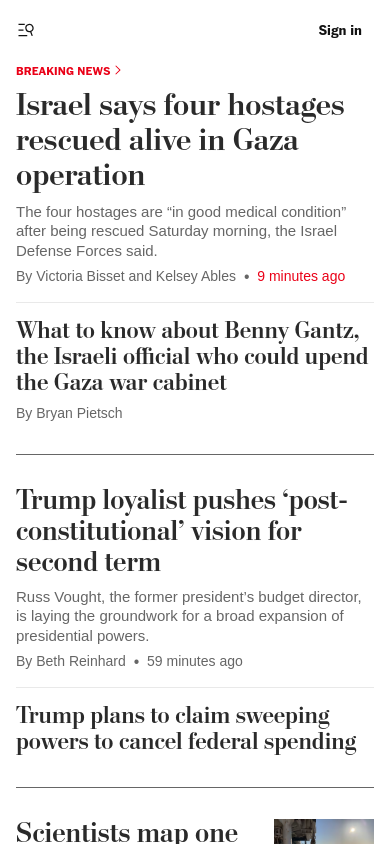 Sign in
BREAKING NEWS
Israel says four hostages
rescued alive in Gaza
operation
The four hostages are “in good medical condition”
after being rescued Saturday morning, the Israel
Defense Forces said.
By Victoria Bisset and Kelsey Ables • 9 minutes ago
What to know about Benny Gantz,
the Israeli official who could upend
the Gaza war cabinet
By Bryan Pietsch
Trump loyalist pushes ‘post-
constitutional’ vision for
second term
Russ Vought, the former president’s budget director,
is laying the groundwork for a broad expansion of
presidential powers.
By Beth Reinhard • 59 minutes ago
Trump plans to claim sweeping
powers to cancel federal spending
Scientists map one